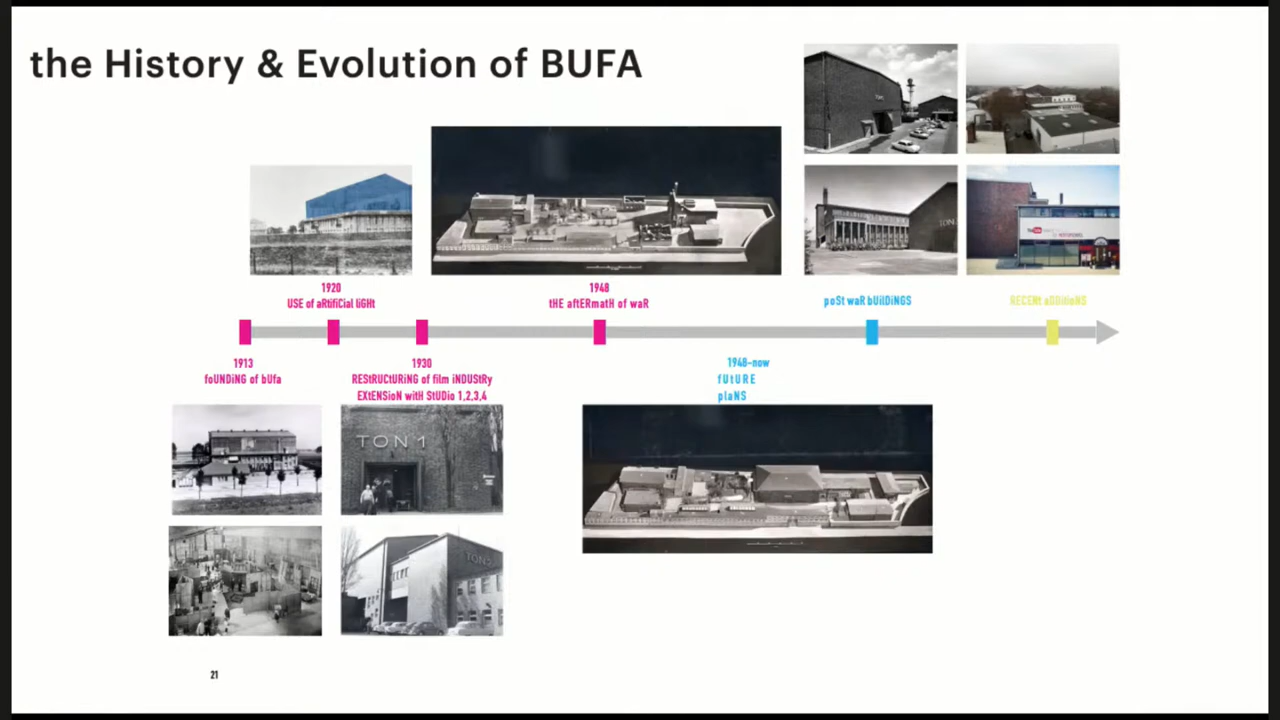 the History & Evolution of BUFA
1920
USE of aRtifiCial liGHt
1948
tHE aftERmatH of waR
poSt waR bUilDiNGS
RECENt aDDitioNS
1913
foUNDiNG of bUfa
1930
REStRUCtURiNG of film iNDUStRy
EXtENSioN witH StUDio 1,2,3,4
1948-now
fUtURE
plaNS
TON 1
21